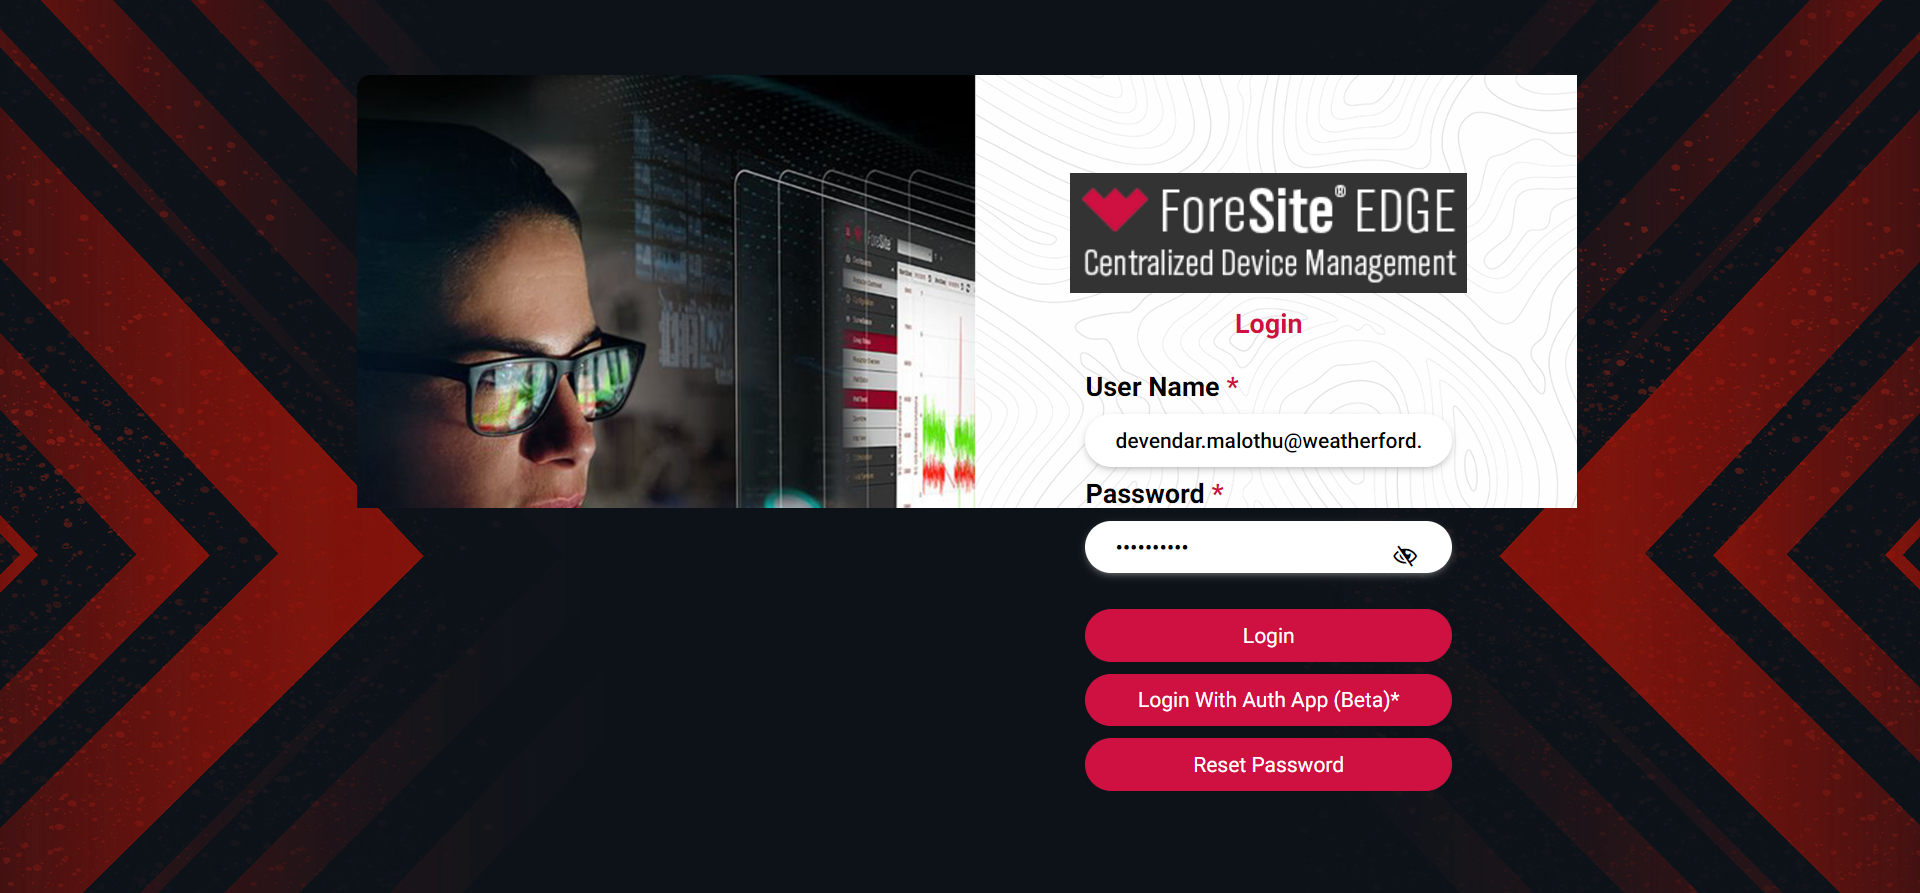 ForeSite
ForeSite® EDGE
Centralized Device Management
Login
User Name *
devendar.malothu@weatherford.
Password *
••••••••••
Login
Login With Auth App (Beta)*
Reset Password